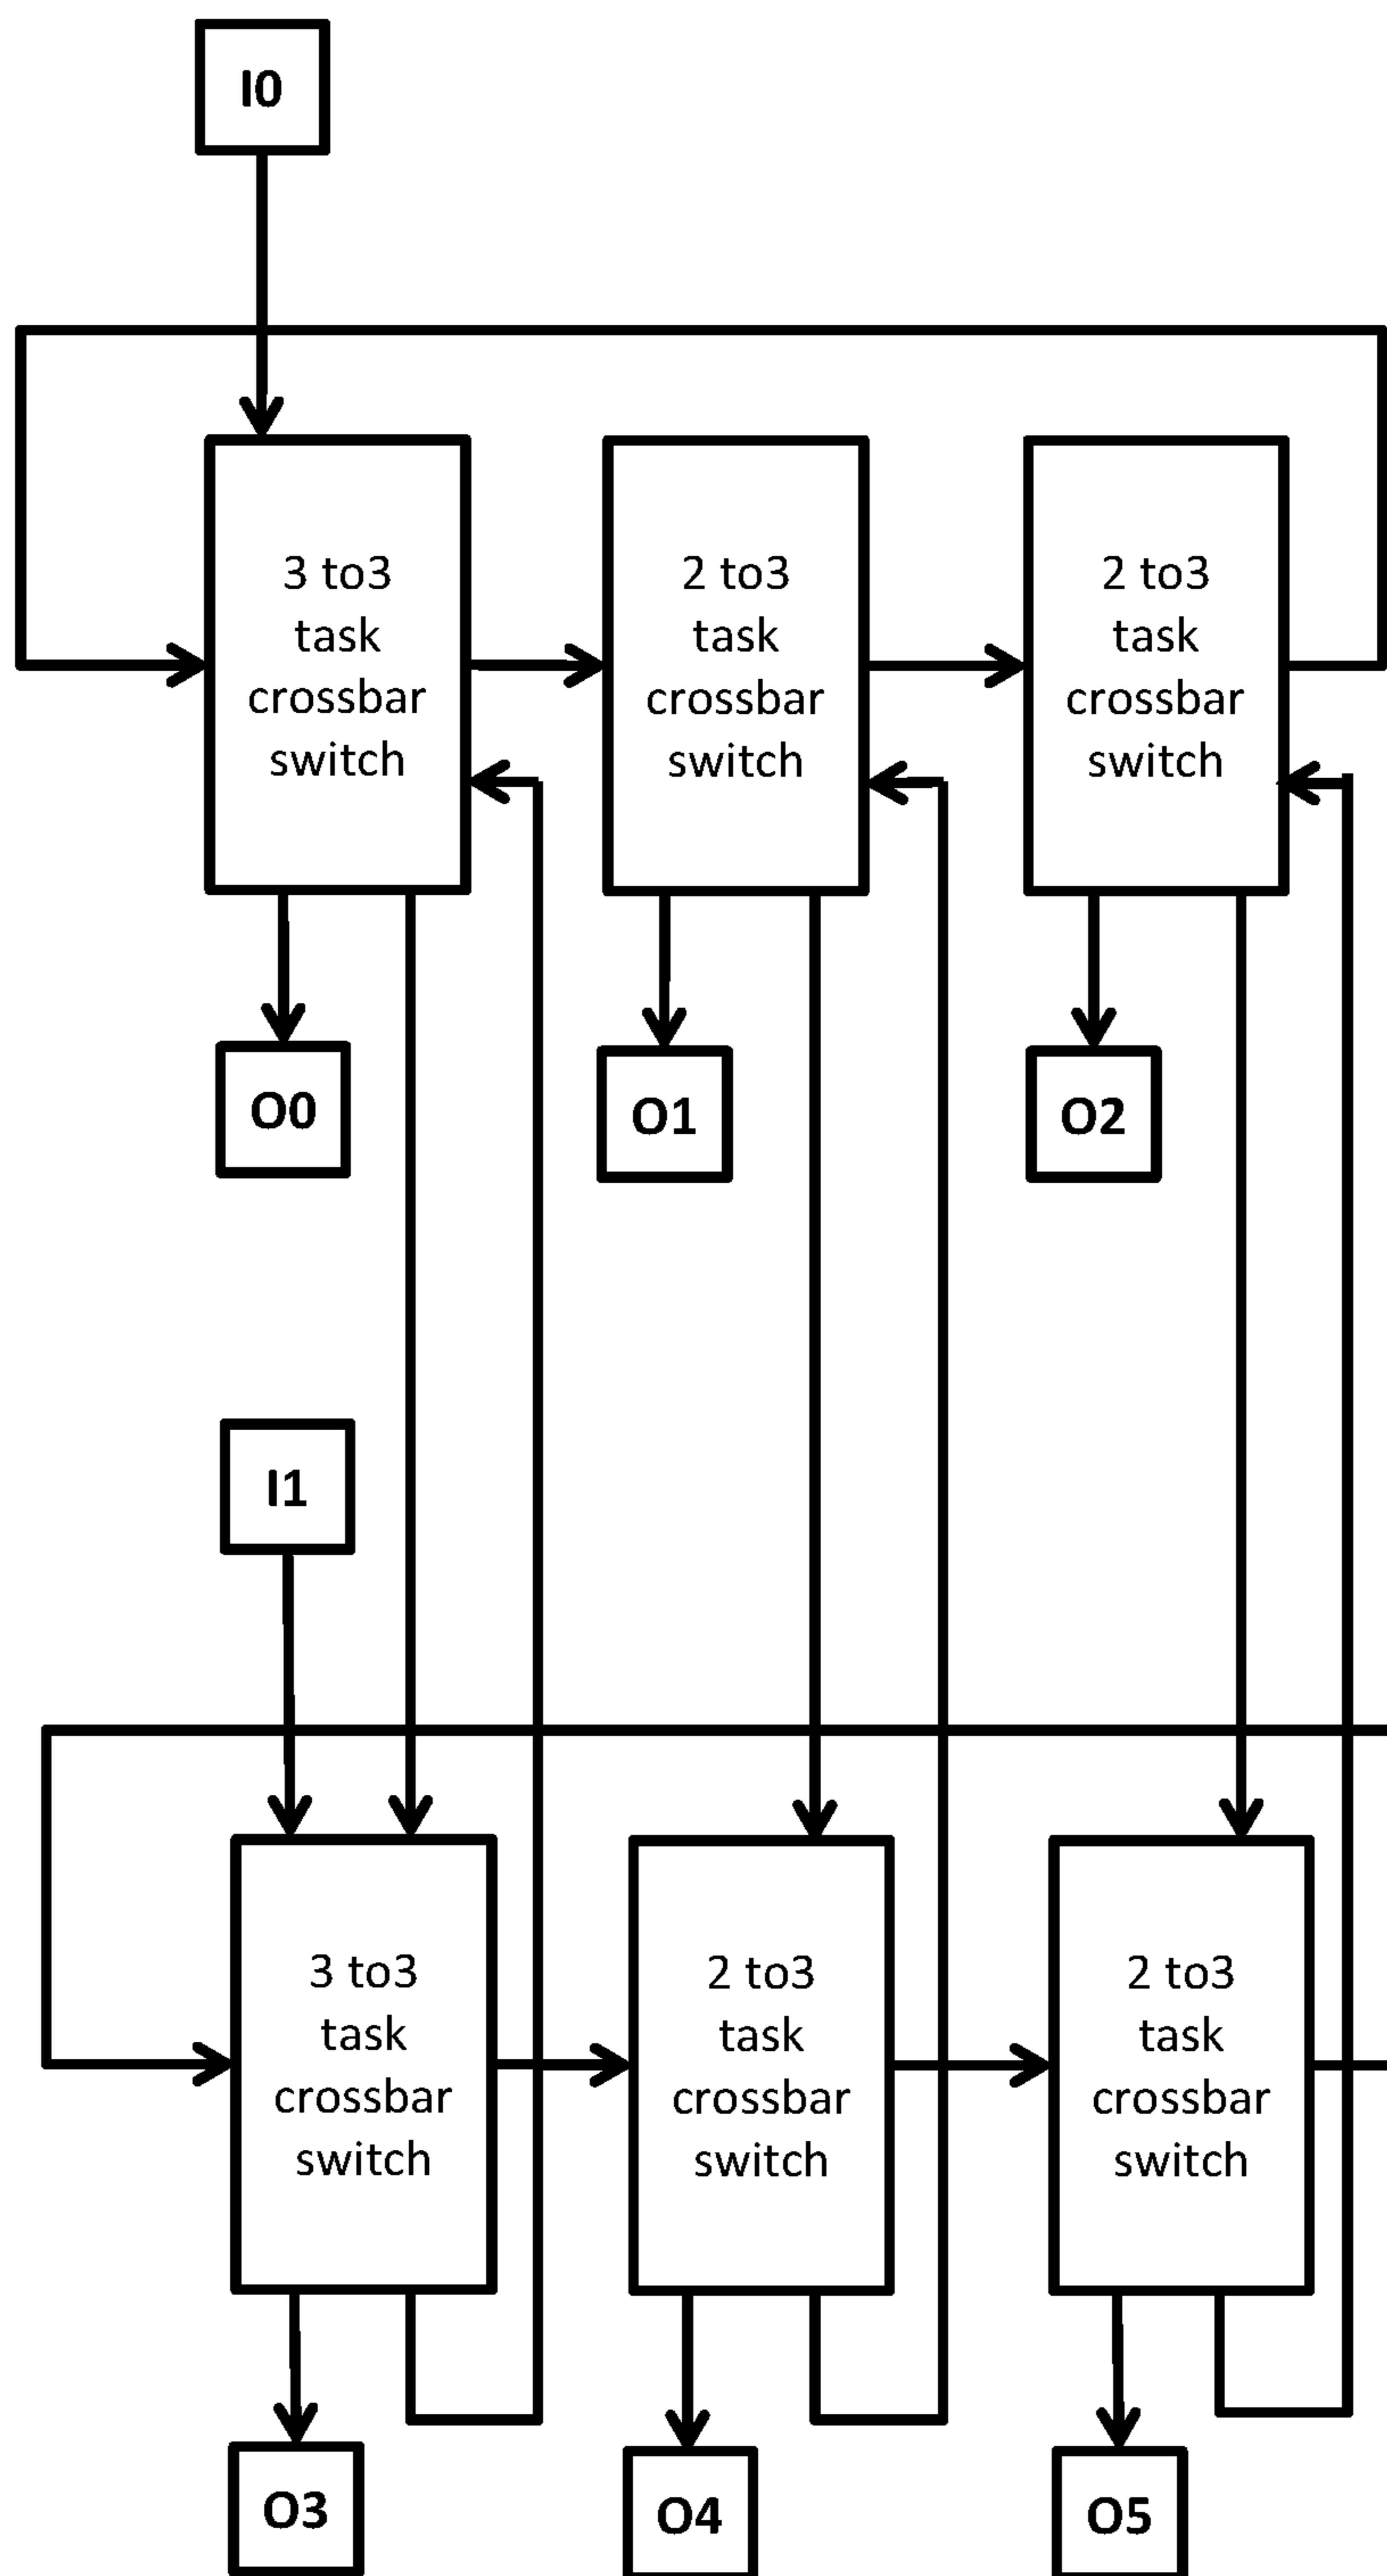 I0
3 to3
task
crossbar
switch
2 to3
task
crossbar
switch
2 to3
task
crossbar
switch
O0
O1
O2
I1
3 to3
task
crossbar
switch
2 to3
task
crossbar
switch
2 to3
task
crossbar
switch
O3
O4
O5